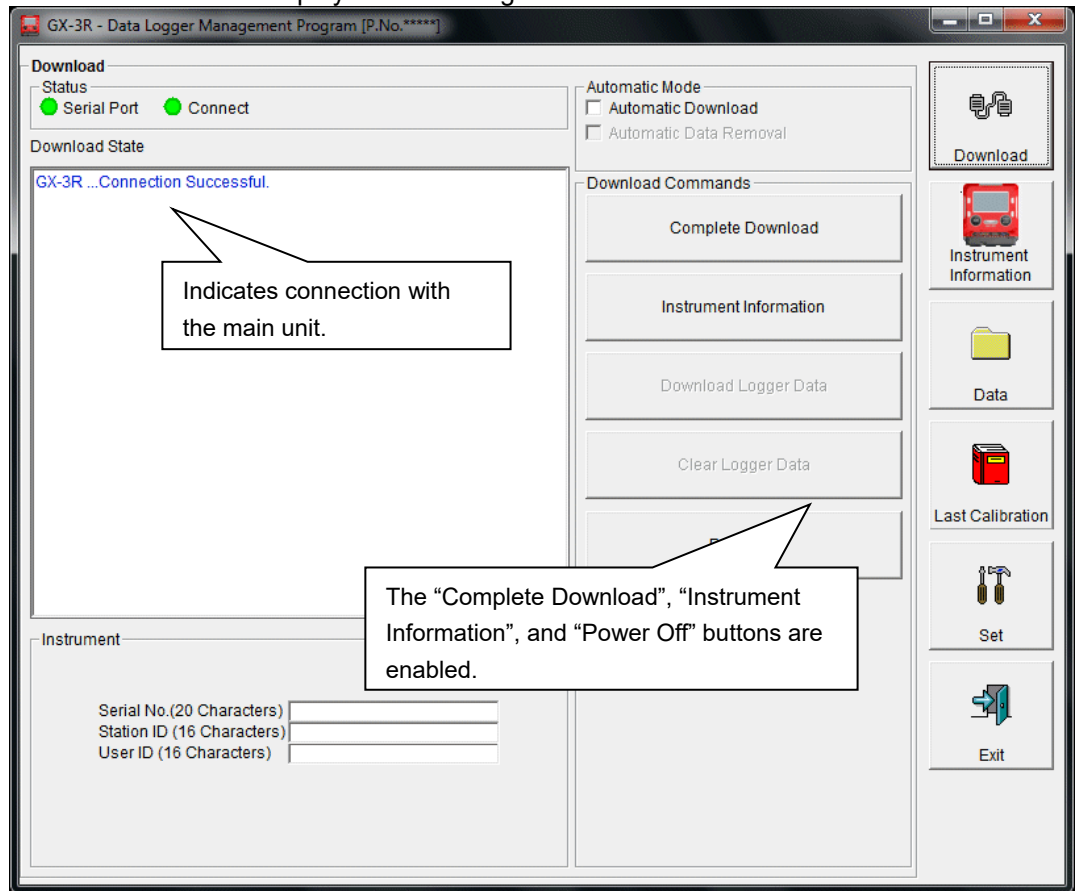 GX-3R - Data Logger Management Program [P.No.*****]
Download
Status
Serial Port Connect
Download State
GX-3R ...Connection Successful.
Indicates connection with
the main unit.
Automatic Mode
Automatic Download
Automatic Data Removal
Download Commands
Complete Download
Instrument Information
Download Logger Data
Clear Logger Data
The “Complete Download”, “Instrument
Information”, and “Power Off” buttons are
enabled.
Instrument
Serial No.(20 Characters)
Station ID (16 Characters)
User ID (16 Characters)
Download
Instrument
Information
Data
Last Calibration
Set
Exit